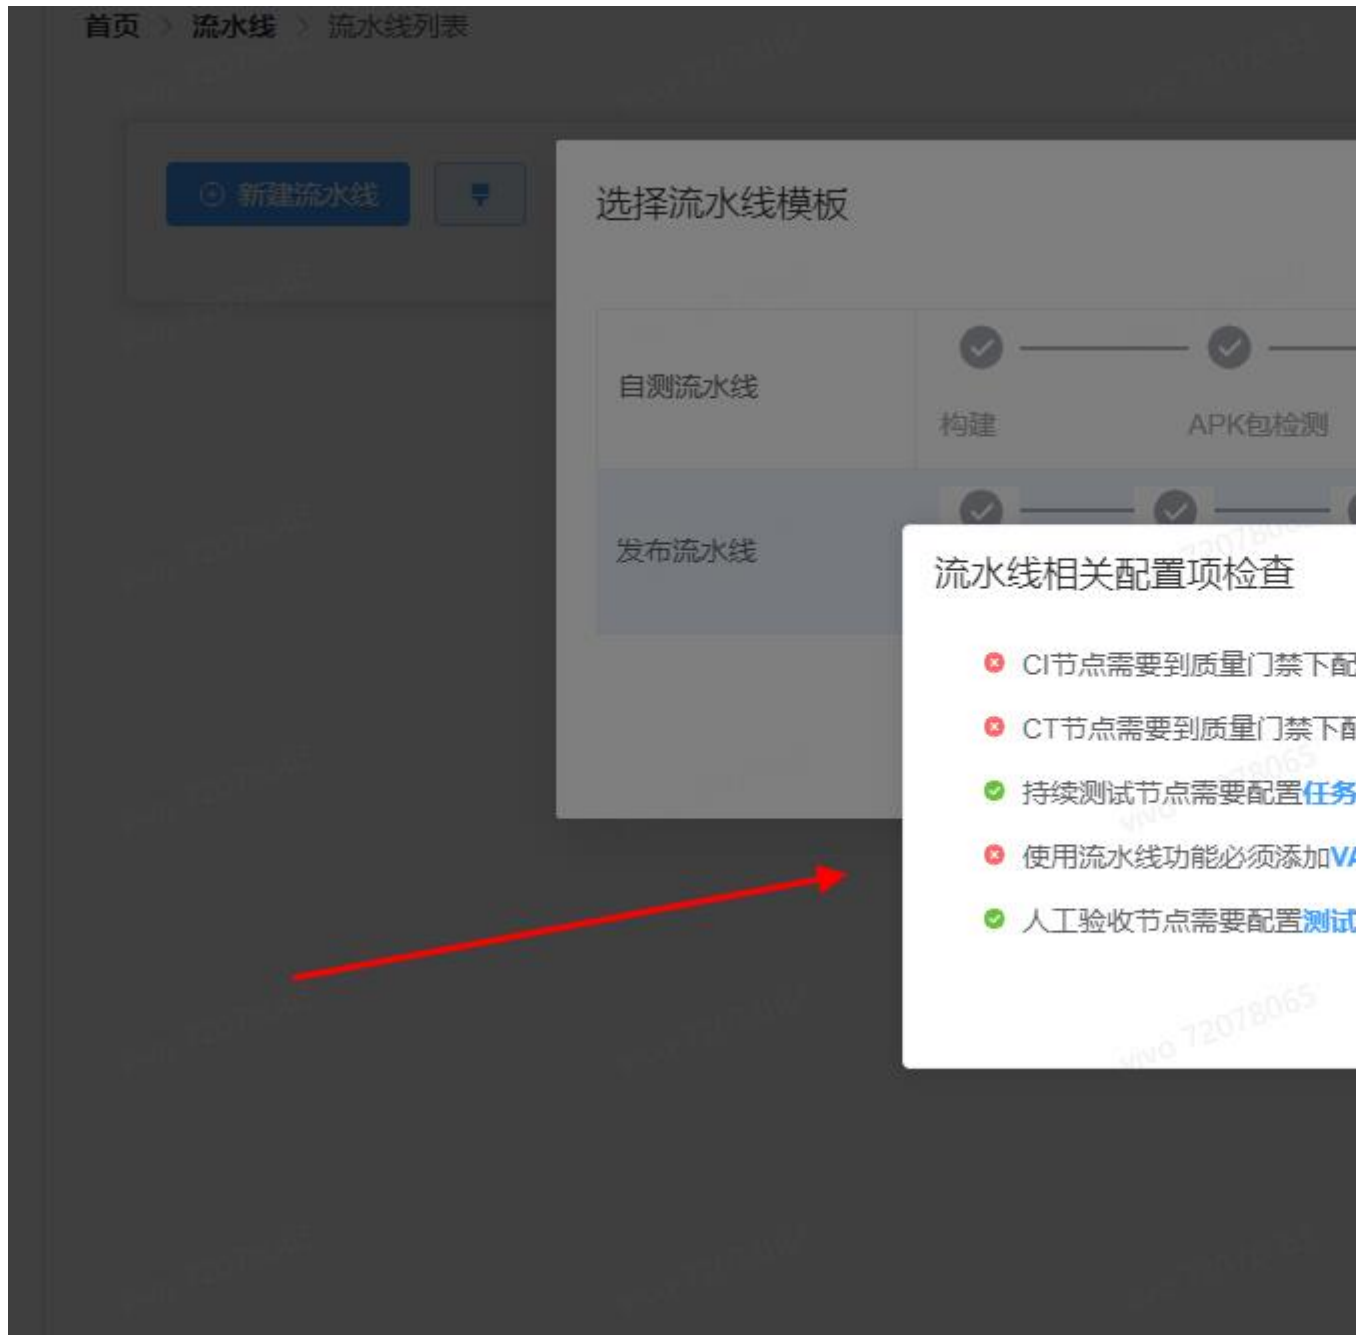 首页 > 流水线 > 流水线列表
新建流水线
选择流水线模板
自测流水线
构建 APK包检测
发布流水线
流水线相关配置项检查
CI节点需要到质量门禁下配
CT节点需要到质量门禁下配
持续测试节点需要配置任务
使用流水线功能必须添加VA
人工验收节点需要配置测试
vivo 72078065